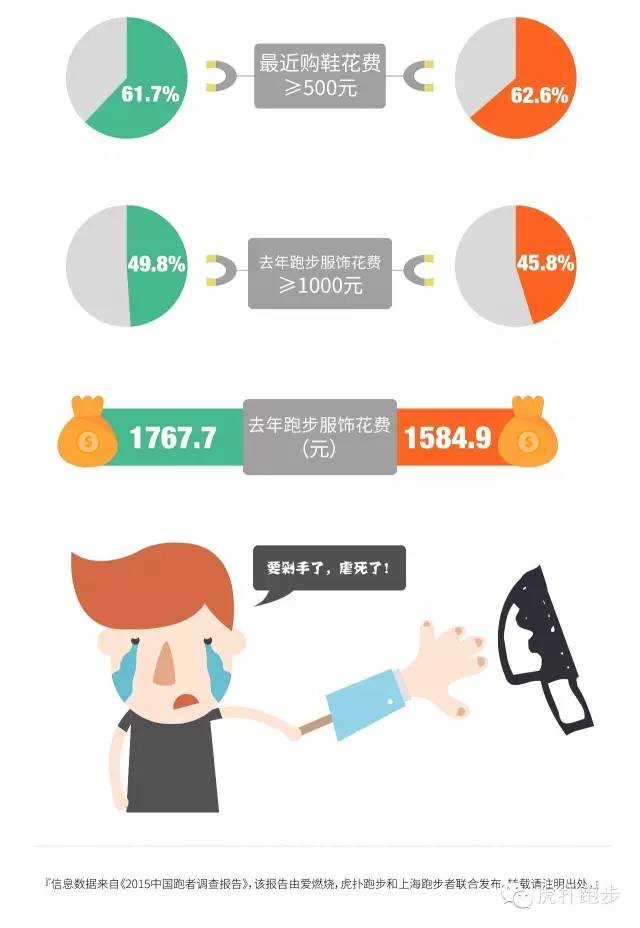 61.7%
最近购鞋花费
≥500元
62.6%
49.8%
去年跑步服饰花费
≥1000元
45.8%
1767.7
去年跑步服饰花费
(元)
1584.9
$
$
要剁手了，虐死了！
『信息数据来自《2015中国跑者调查报告》，该报告由爱燃烧，虎扑跑步和上海跑步者联合发布，转载请注明出处。』
虎扑跑步